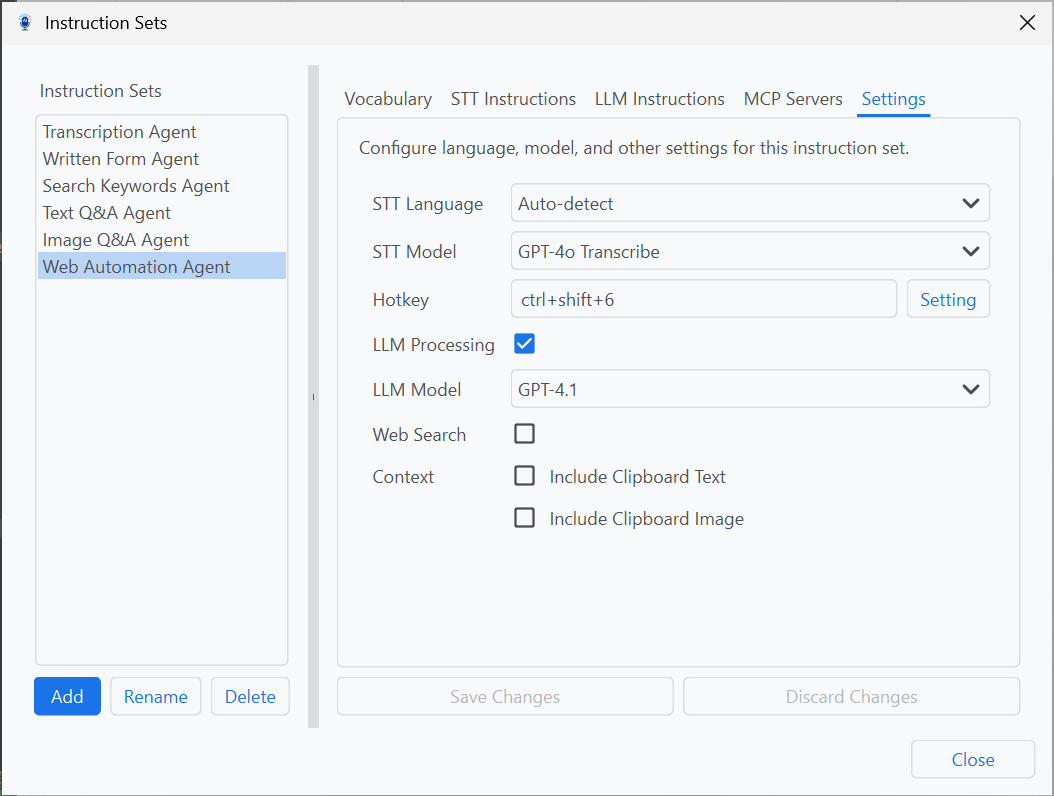 Instruction Sets
Instruction Sets
Transcription Agent
Written Form Agent
Search Keywords Agent
Text Q&A Agent
Image Q&A Agent
Web Automation Agent
Add Rename Delete
Vocabulary STT Instructions LLM Instructions MCP Servers Settings
Configure language, model, and other settings for this instruction set.
STT Language Auto-detect
STT Model GPT-4o Transcribe
Hotkey ctrl+shift+6 Setting
LLM Processing
LLM Model GPT-4.1
Web Search
Context Include Clipboard Text
Include Clipboard Image
Save Changes Discard Changes
Close